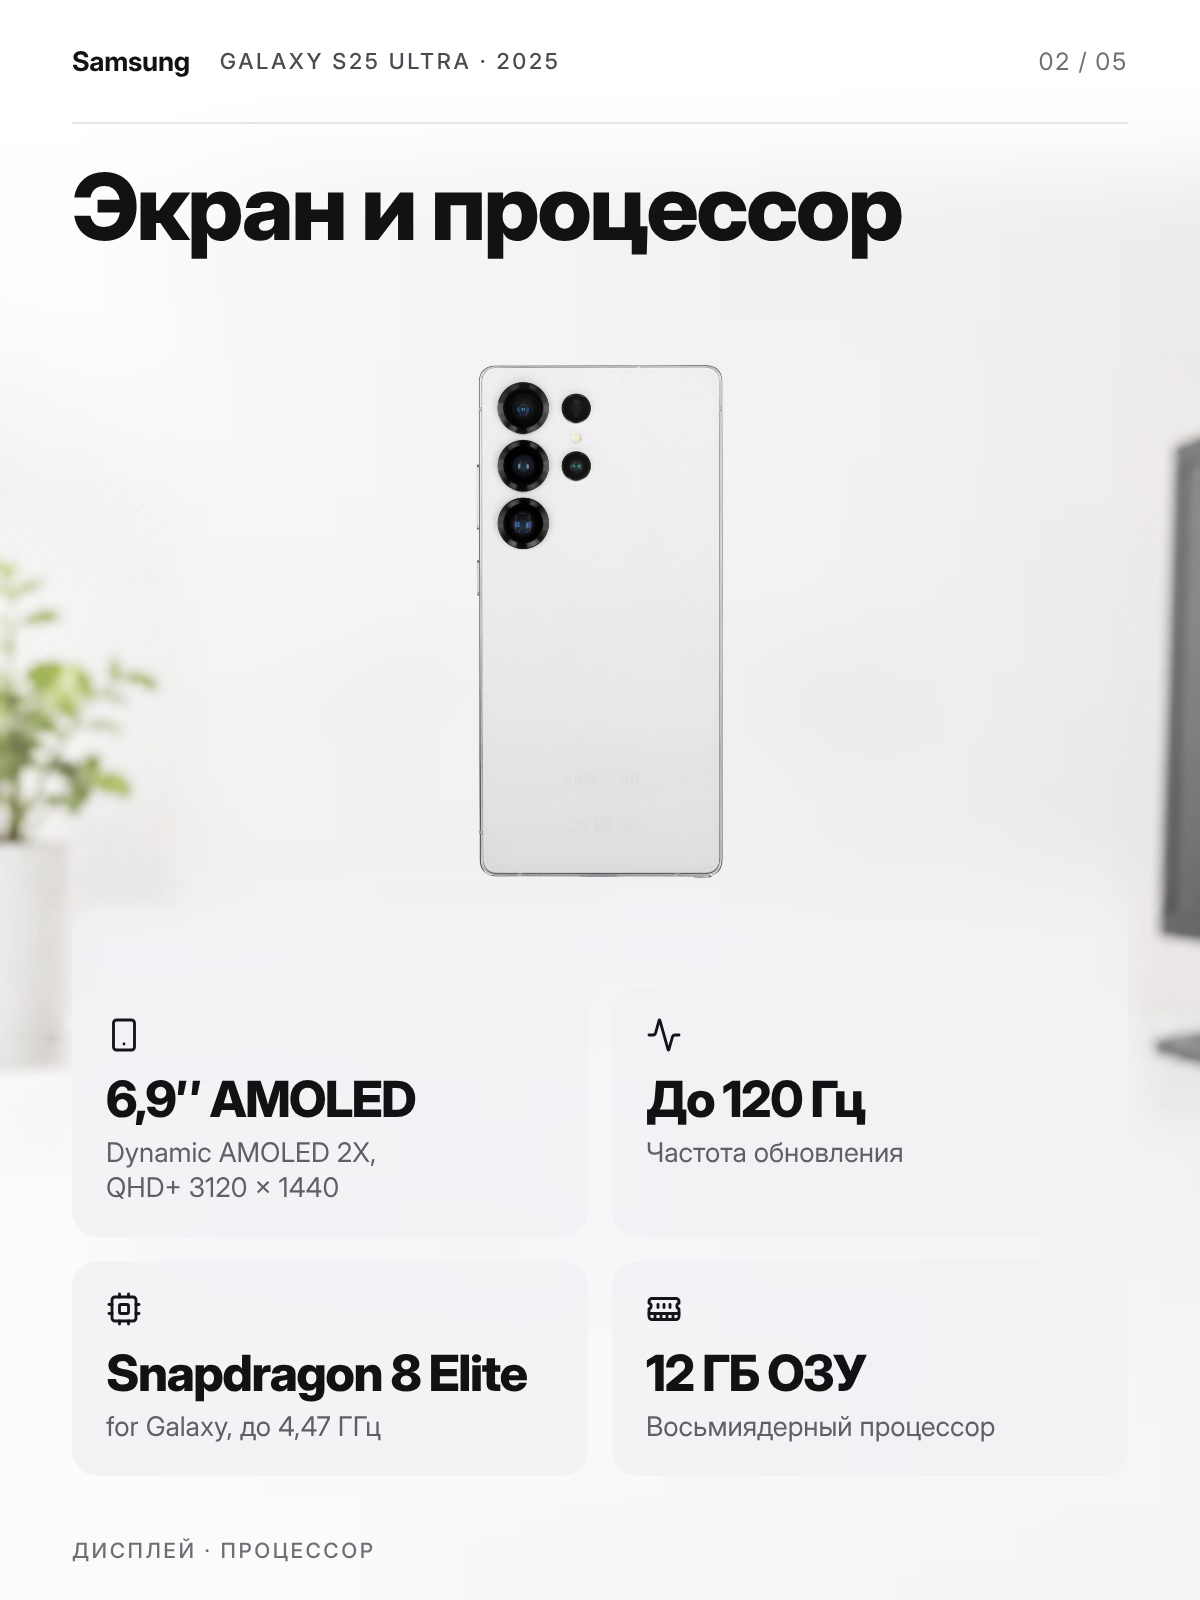 Samsung GALAXY S25 ULTRA · 2025 02 / 05
Экран и процессор
SAMSUNG
CE
6,9″ AMOLED
Dynamic AMOLED 2X,
QHD+ 3120 × 1440
До 120 Гц
Частота обновления
Snapdragon 8 Elite
for Galaxy, до 4,47 ГГц
12 ГБ ОЗУ
Восьмиядерный процессор
ДИСПЛЕЙ · ПРОЦЕССОР